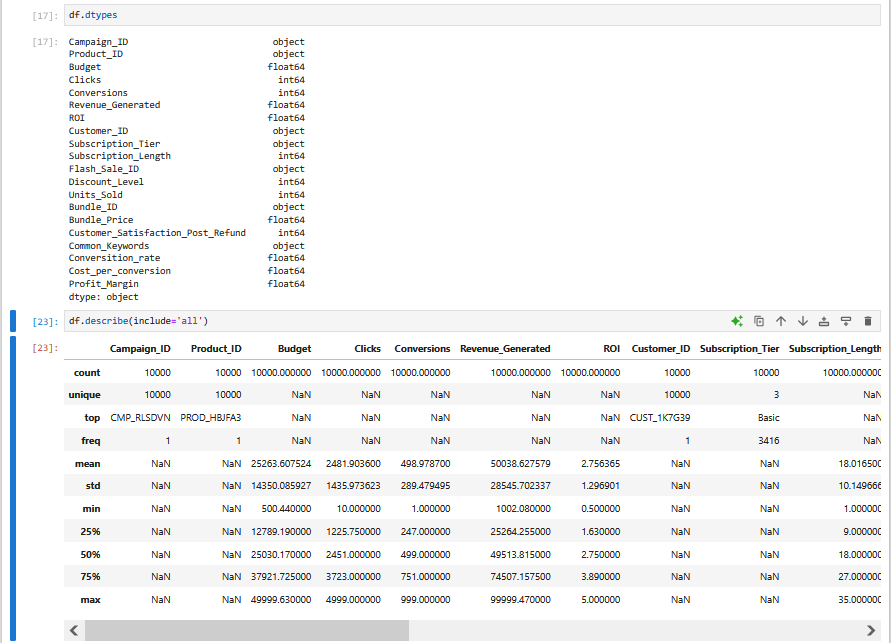 [17]: df.dtypes
[17]: Campaign_ID object
Product_ID object
Budget float64
Clicks int64
Conversions int64
Revenue_Generated float64
ROI float64
Customer_ID object
Subscription_Tier object
Subscription_Length int64
Flash_Sale_ID object
Discount_Level int64
Units_Sold int64
Bundle_ID object
Bundle_Price float64
Customer_Satisfaction_Post_Refund int64
Common_Keywords object
Conversition_rate float64
Cost_per_conversion float64
Profit_Margin float64
dtype: object
[23]: df.describe(include='all')
[23]: Campaign_ID Product_ID Budget Clicks Conversions Revenue_Generated ROI Customer_ID Subscription_Tier Subscription_Length
count 10000 10000 10000.000000 10000.000000 10000.000000 10000.000000 10000.000000 10000 10000 10000.000000
unique 10000 10000 NaN NaN NaN NaN NaN 10000 3 NaN
top CMP_RLSDVN PROD_HBJFA3 NaN NaN NaN NaN NaN CUST_1K7G39 Basic NaN
freq 1 1 NaN NaN NaN NaN NaN 1 3416 NaN
mean NaN NaN 25263.607524 2481.903600 498.978700 50038.627579 2.756365 NaN NaN 18.016500
std NaN NaN 14350.085927 1435.973623 289.479495 28545.702337 1.296901 NaN NaN 10.149666
min NaN NaN 500.440000 10.000000 1.000000 1002.080000 0.500000 NaN NaN 1.000000
25% NaN NaN 12789.190000 1225.750000 247.000000 25264.255000 1.630000 NaN NaN 9.000000
50% NaN NaN 25030.170000 2451.000000 499.000000 49513.815000 2.750000 NaN NaN 18.000000
75% NaN NaN 37921.725000 3723.000000 751.000000 74507.157500 3.890000 NaN NaN 27.000000
max NaN NaN 49999.630000 4999.000000 999.000000 99999.470000 5.000000 NaN NaN 35.000000